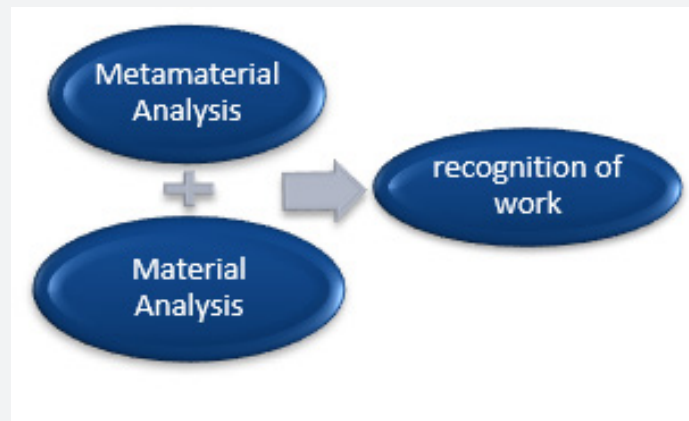 Metamaterial
Analysis
+
Material
Analysis
recognition of
work